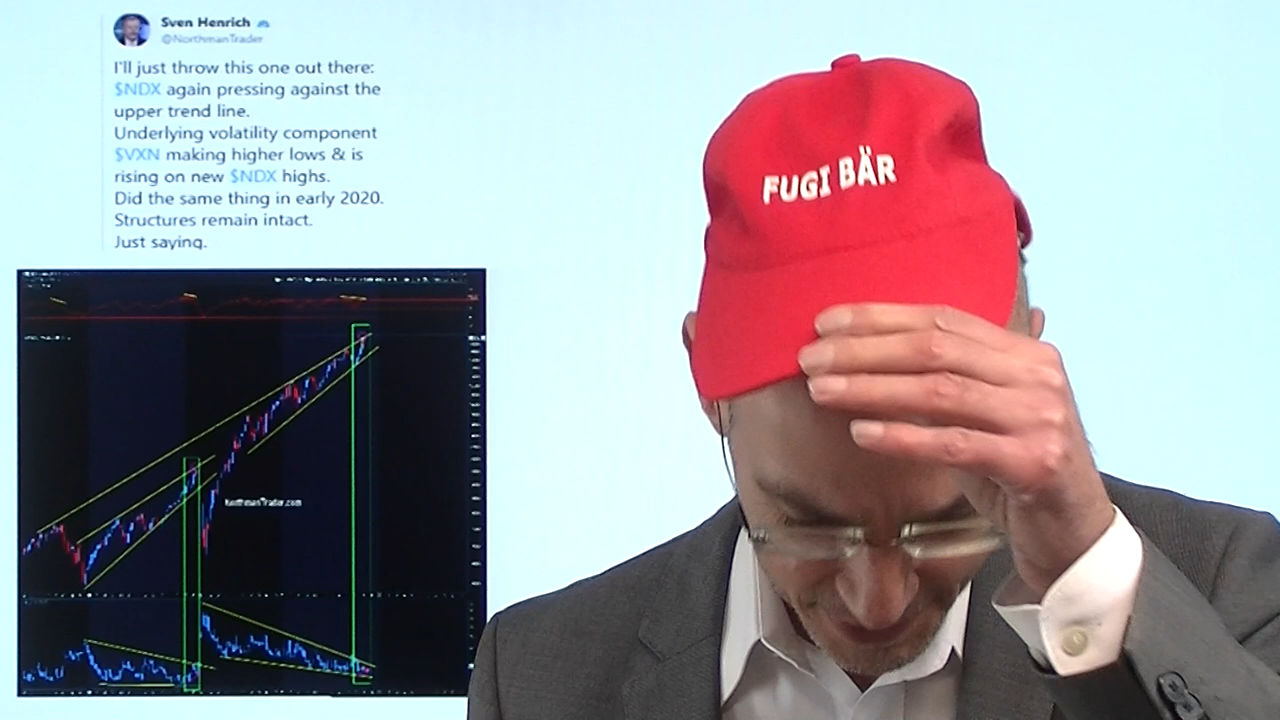 Sven Henrich
@NorthmanTrader
I'll just throw this one out there:
$NDX again pressing against the
upper trend line.
Underlying volatility component
$VXN making higher lows & is
rising on new $NDX highs.
Did the same thing in early 2020.
Structures remain intact.
Just saying.
NorthmanTrader.com
FUGI BÄR